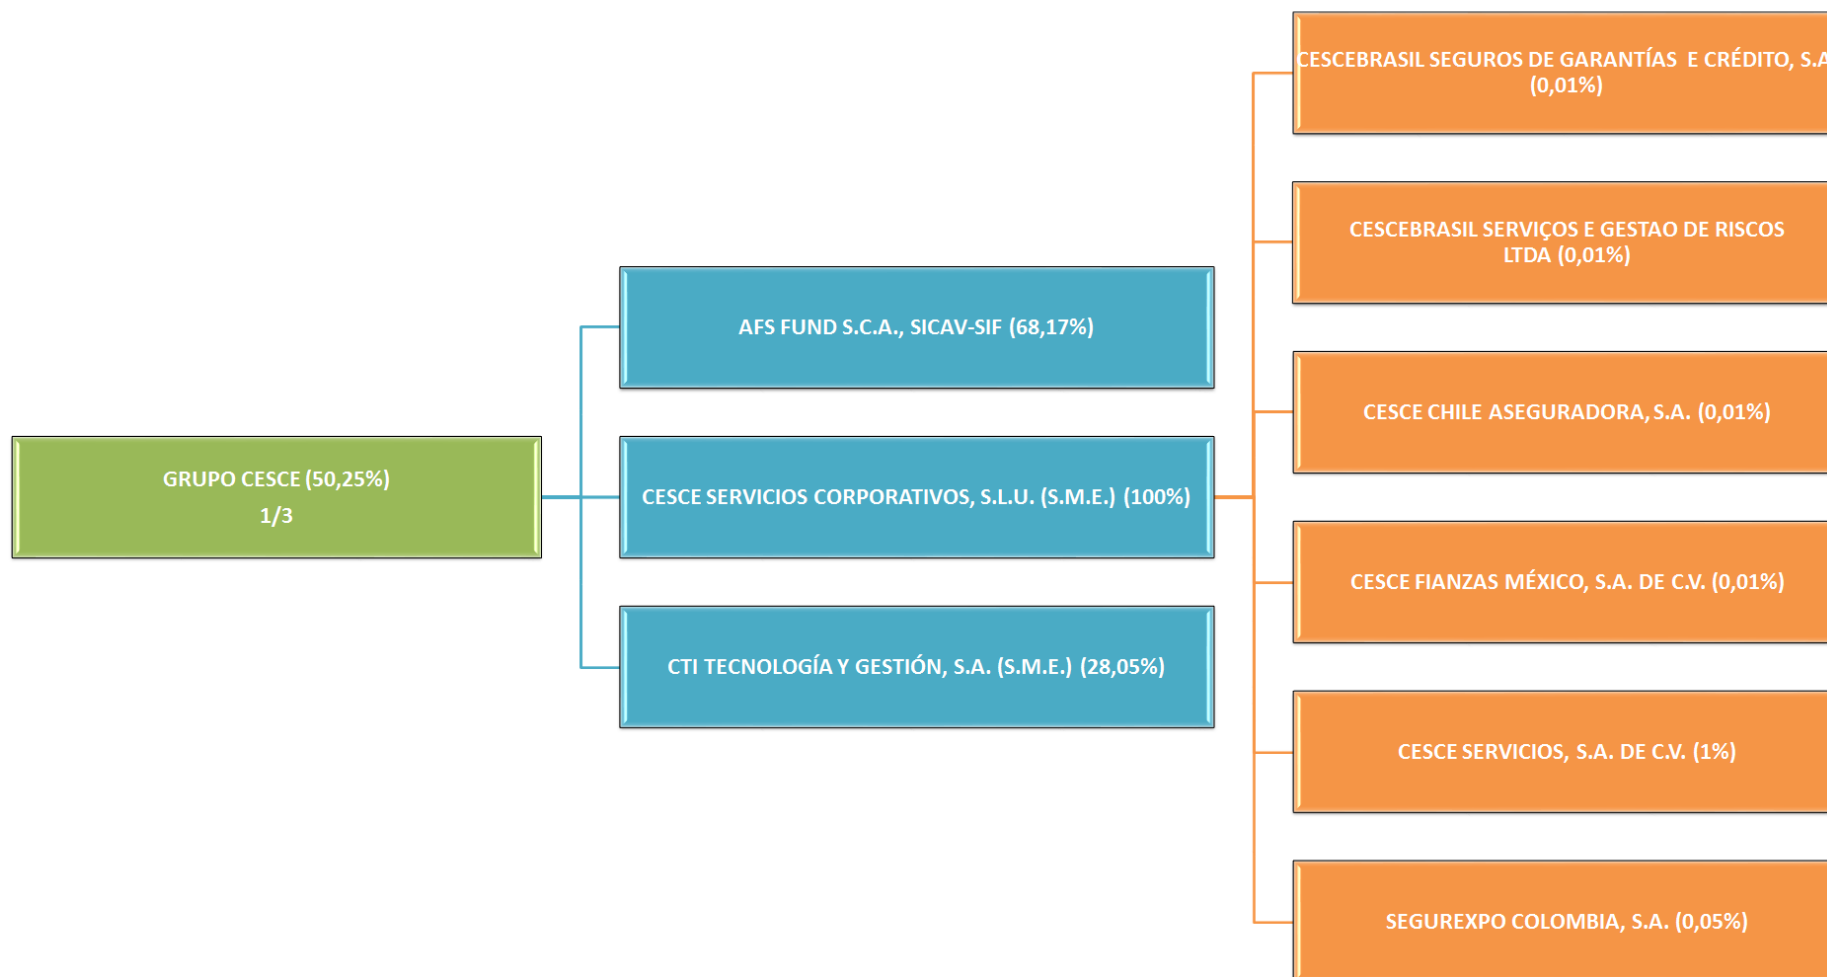 GRUPO CESCE (50,25%)
1/3
AFS FUND S.C.A., SICAV-SIF (68,17%)
CESCE SERVICIOS CORPORATIVOS, S.L.U. (S.M.E.) (100%)
CTI TECNOLOGÍA Y GESTIÓN, S.A. (S.M.E.) (28,05%)
CESCEBRASIL SEGUROS DE GARANTÍAS E CRÉDITO, S.A
(0,01%)
CESCEBRASIL SERVIÇOS E GESTAO DE RISCOS
LTDA (0,01%)
CESCE CHILE ASEGURADORA, S.A. (0,01%)
CESCE FIANZAS MÉXICO, S.A. DE C.V. (0,01%)
CESCE SERVICIOS, S.A. DE C.V. (1%)
SEGUREXPO COLOMBIA, S.A. (0,05%)